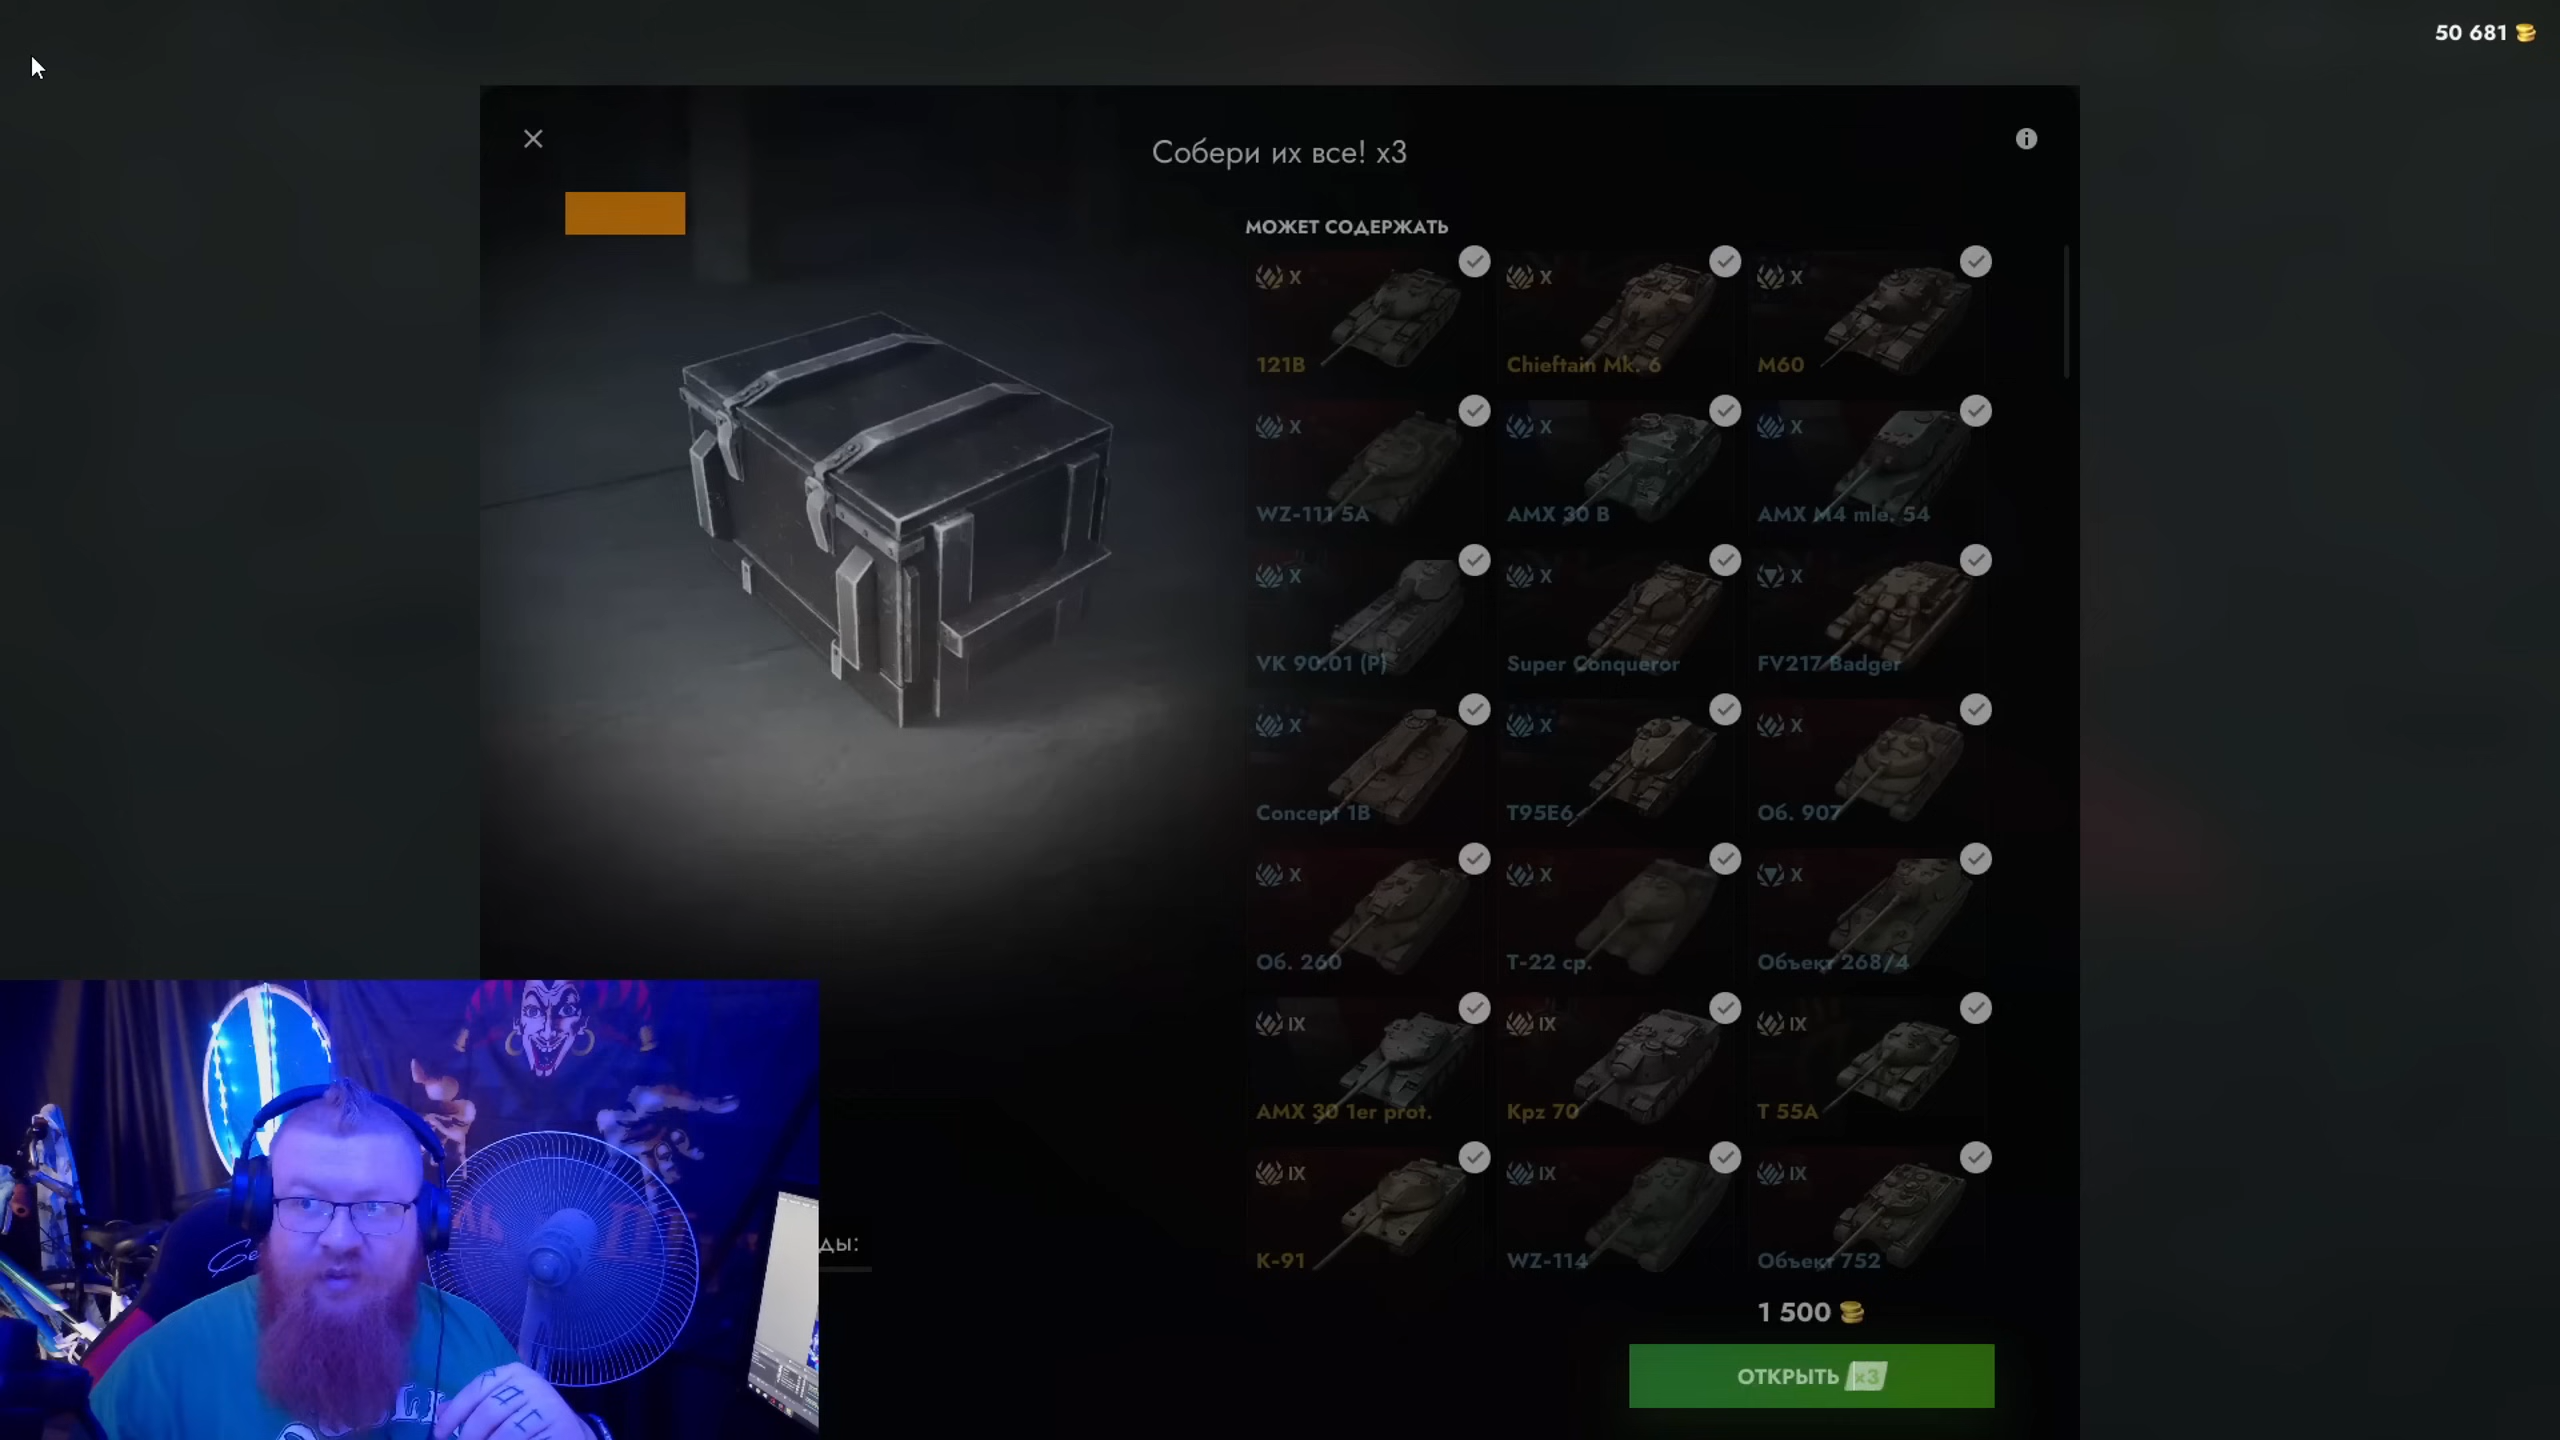 50 681
Собери их все! x3
МОЖЕТ СОДЕРЖАТЬ
X
X
X
121B
Chieftain Mk. 6
M60
X
X
X
WZ-111 5A
AMX 30 B
AMX M4 mle. 54
X
X
X
VK 90.01 (P)
Super Conqueror
FV217 Badger
X
X
X
Concept 1B
T95E6
Об. 907
X
X
X
Об. 260
Т-22 ср.
Объект 268/4
IX
IX
IX
AMX 30 1er prot.
Kpz 70
T 55A
IX
IX
IX
К-91
WZ-114
Объект 752
ды:
1 500
ОТКРЫТЬ x3